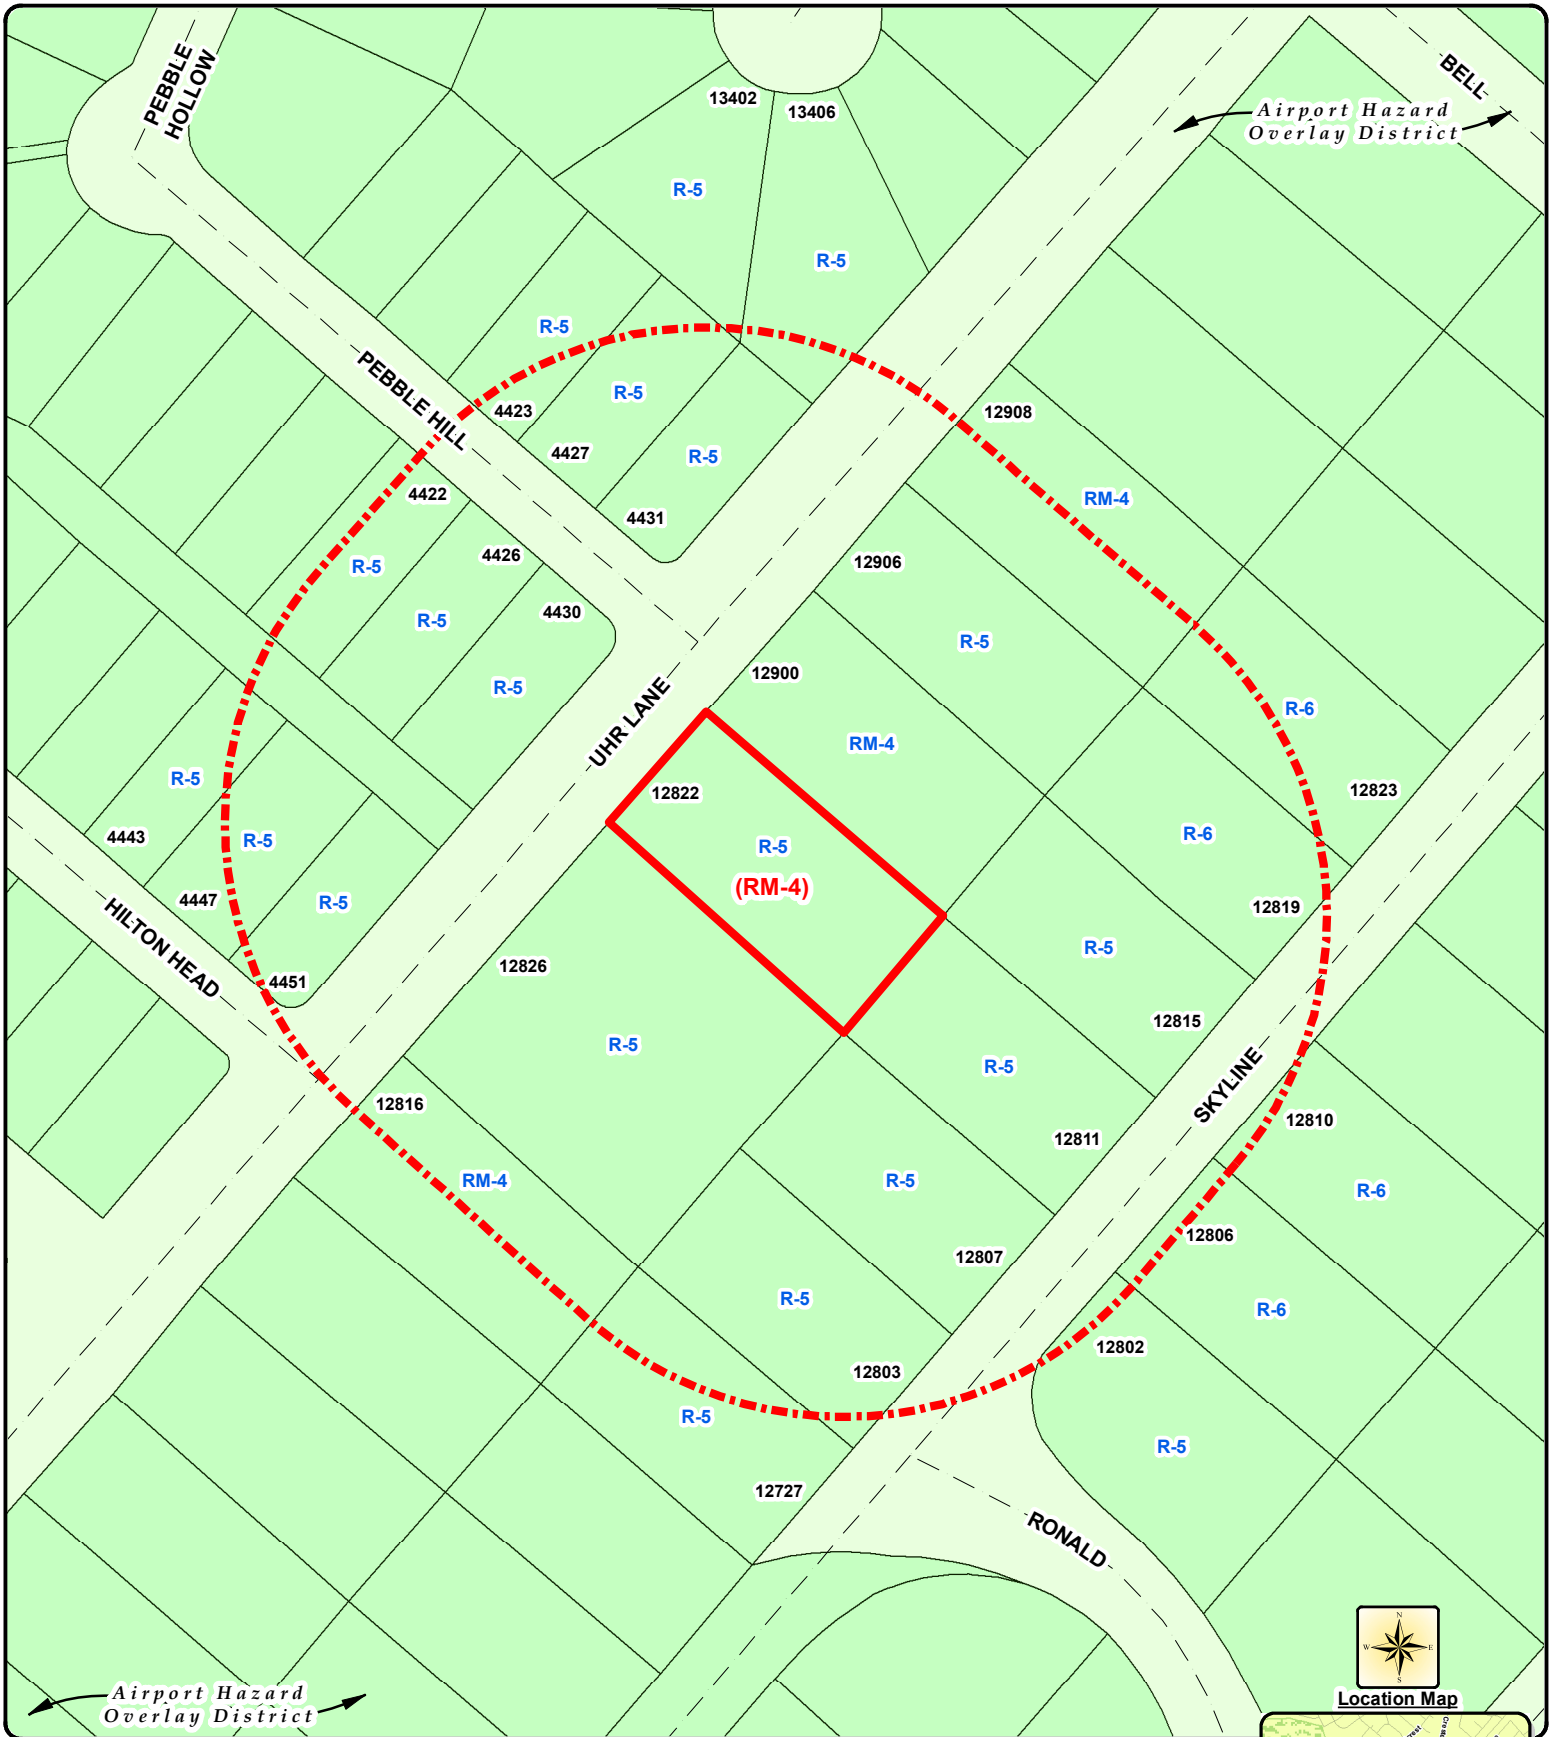 PEBBLE
HOLLOW
13402
13406
BELL
Airport Hazard
Overlay District
R-5
R-5
R-5
PEBBLE HILL
4423
R-5
12908
4427
R-5
4422
RM-4
4431
4426
12906
R-5
4430
R-5
R-5
12900
R-5
UHR LANE
R-6
RM-4
R-5
12822
12823
4443
R-5
R-5
R-6
(RM-4)
4447
R-5
12819
HILTON HEAD
12826
R-5
4451
12815
R-5
R-5
SKYLINE
12816
12810
12811
RM-4
R-5
R-6
12806
12807
R-5
R-6
12802
12803
R-5
R-5
12727
RONALD
N
W
E
S
Airport Hazard
Overlay District
Location Map